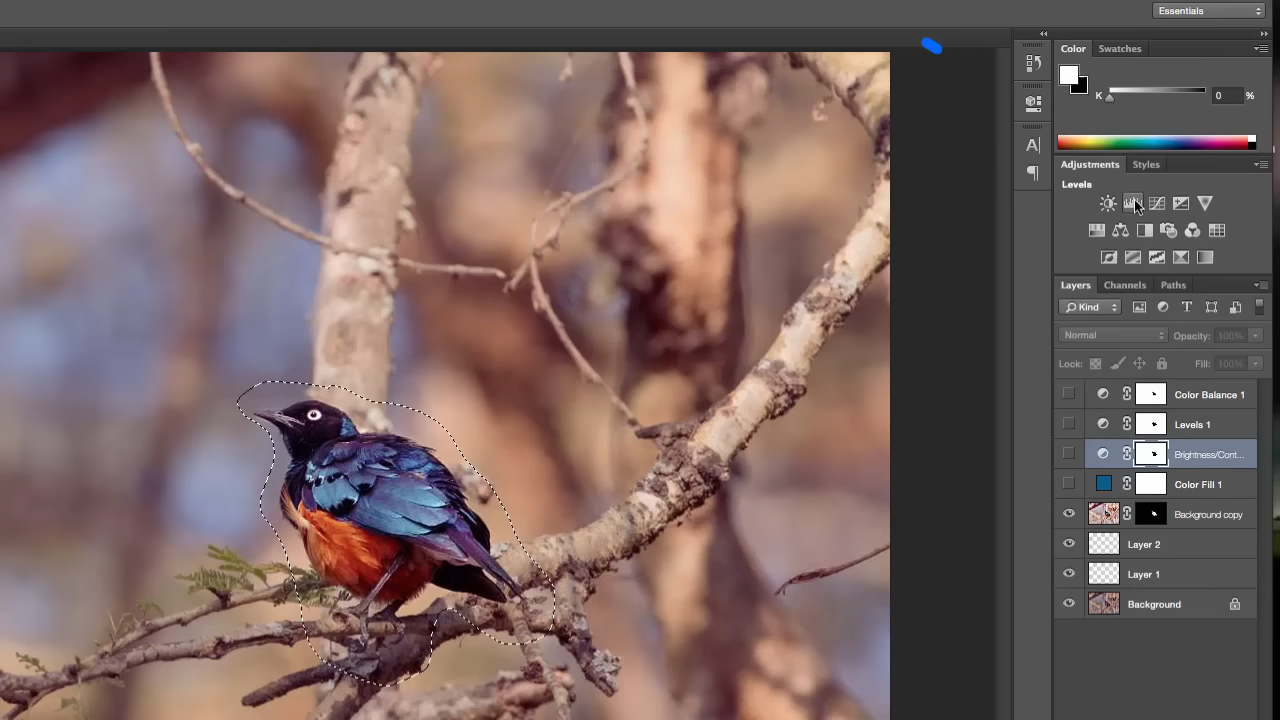 Essentials
Color Swatches
K 0 %
Adjustments Styles
Levels
Layers Channels Paths
Kind
Normal Opacity: 100%
Lock: Fill: 100%
Color Balance 1
Levels 1
Brightness/Cont...
Color Fill 1
Background copy
Layer 2
Layer 1
Background